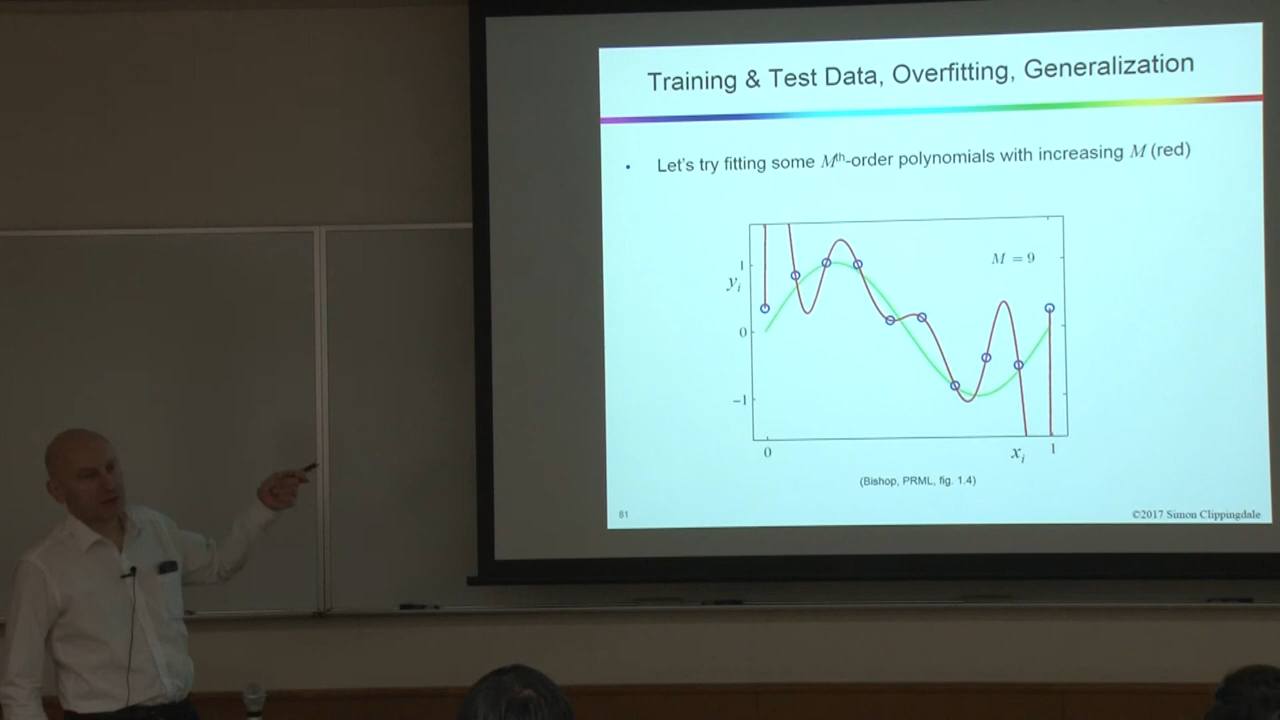 Training & Test Data, Overfitting, Generalization
• Let's try fitting some Mth-order polynomials with increasing M (red)
M = 9
1
yi
0
−1
0
xi
1
(Bishop, PRML, fig. 1.4)
81
©2017 Simon Clippingdale